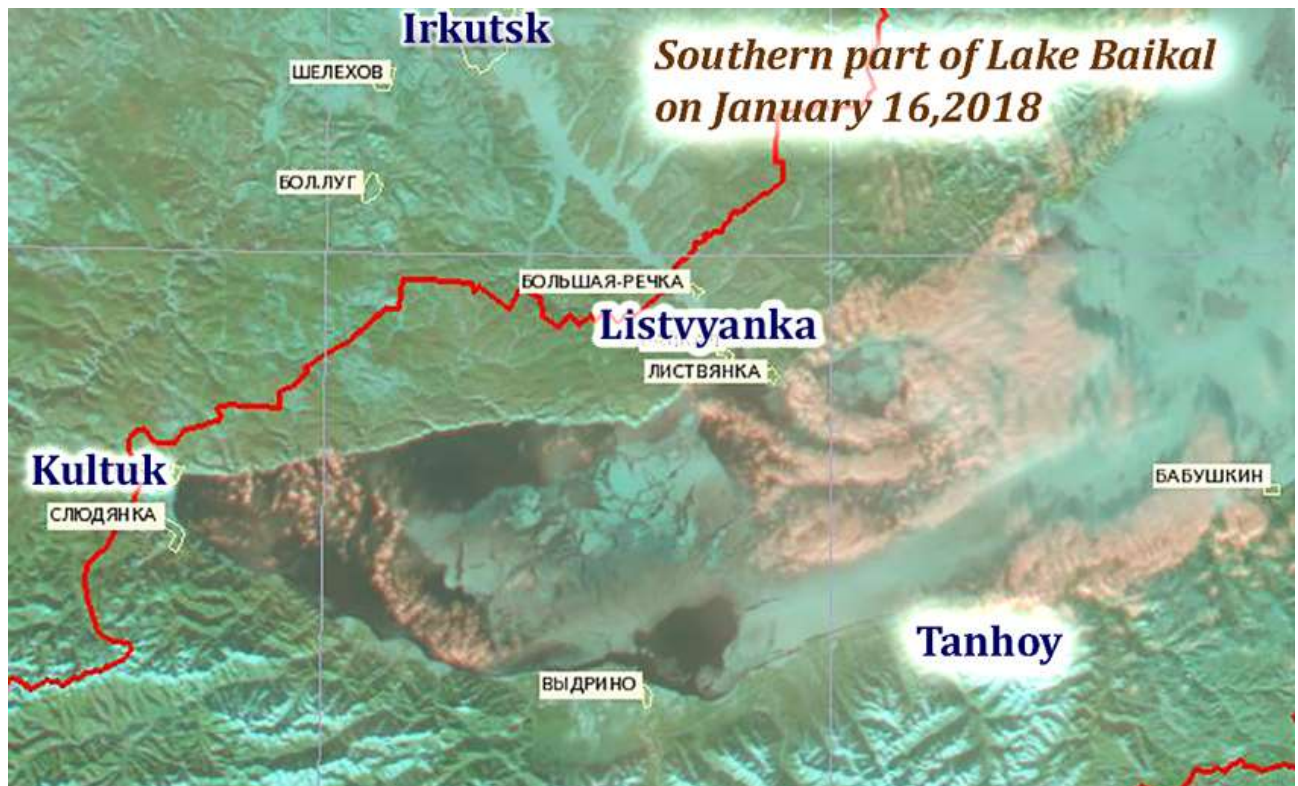 Irkutsk
Southern part of Lake Baikal
on January 16,2018
ШЕЛЕХОВ
БОЛ.ЛУГ
БОЛЬШАЯ-РЕЧКА
Listvyanka
ЛИСТВЯНКА
Kultuk
СЛЮДЯНКА
БАБУШКИН
Tanhoy
ВЫДРИНО